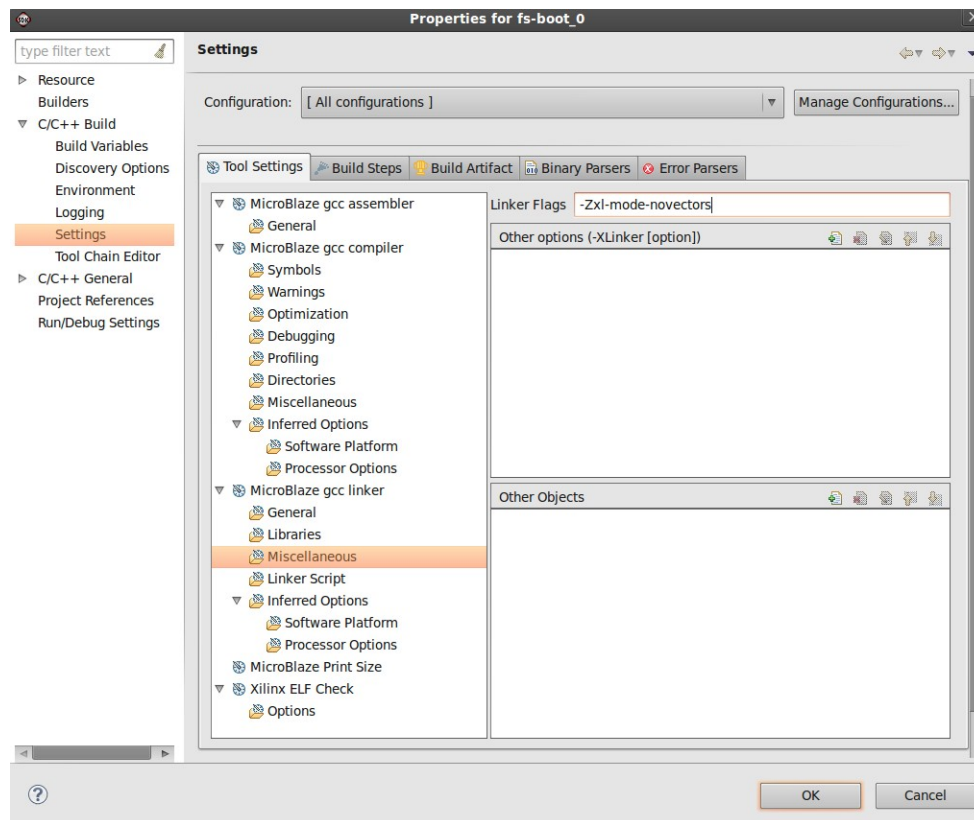 Properties for fs-boot_0
type filter text
Resource
Builders
C/C++ Build
Build Variables
Discovery Options
Environment
Logging
Settings
Tool Chain Editor
C/C++ General
Project References
Run/Debug Settings
Settings
Configuration: [ All configurations ] Manage Configurations...
Tool Settings Build Steps Build Artifact Binary Parsers Error Parsers
MicroBlaze gcc assembler
General
MicroBlaze gcc compiler
Symbols
Warnings
Optimization
Debugging
Profiling
Directories
Miscellaneous
Inferred Options
Software Platform
Processor Options
MicroBlaze gcc linker
General
Libraries
Miscellaneous
Linker Script
Inferred Options
Software Platform
Processor Options
MicroBlaze Print Size
Xilinx ELF Check
Options
Linker Flags -Zxl-mode-novectors
Other options (-XLinker [option])
Other Objects
OK Cancel